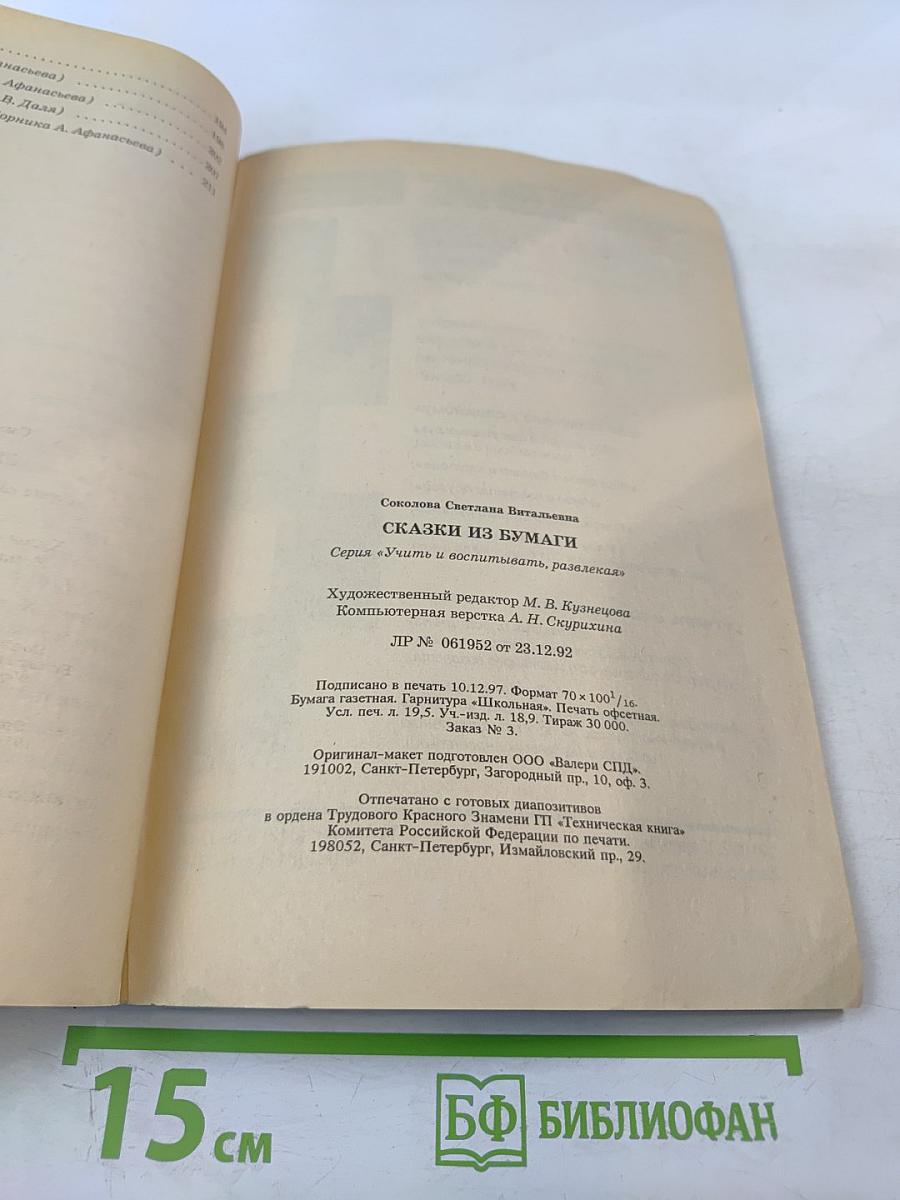 Афанасьева)
В. Даля)
сборника А. Афанасьева)
202
207
211
Соколова Светлана Витальевна
СКАЗКИ ИЗ БУМАГИ
Серия «Учить и воспитывать, развлекая»
Художественный редактор М. В. Кузнецова
Компьютерная верстка А. Н. Скурихина
ЛР № 061952 от 23.12.92
Подписано в печать 10.12.97. Формат 70 × 100¹/₁₆.
Бумага газетная. Гарнитура «Школьная». Печать офсетная.
Усл. печ. л. 19,5. Уч.-изд. л. 18,9. Тираж 30 000.
Заказ № 3.
Оригинал-макет подготовлен ООО «Валери СПД».
191002, Санкт-Петербург, Загородный пр., 10, оф. 3.
Отпечатано с готовых диапозитивов
в ордена Трудового Красного Знамени ГП «Техническая книга»
Комитета Российской Федерации по печати.
198052, Санкт-Петербург, Измайловский пр., 29.
15 см
БФ БИБЛИОФАН